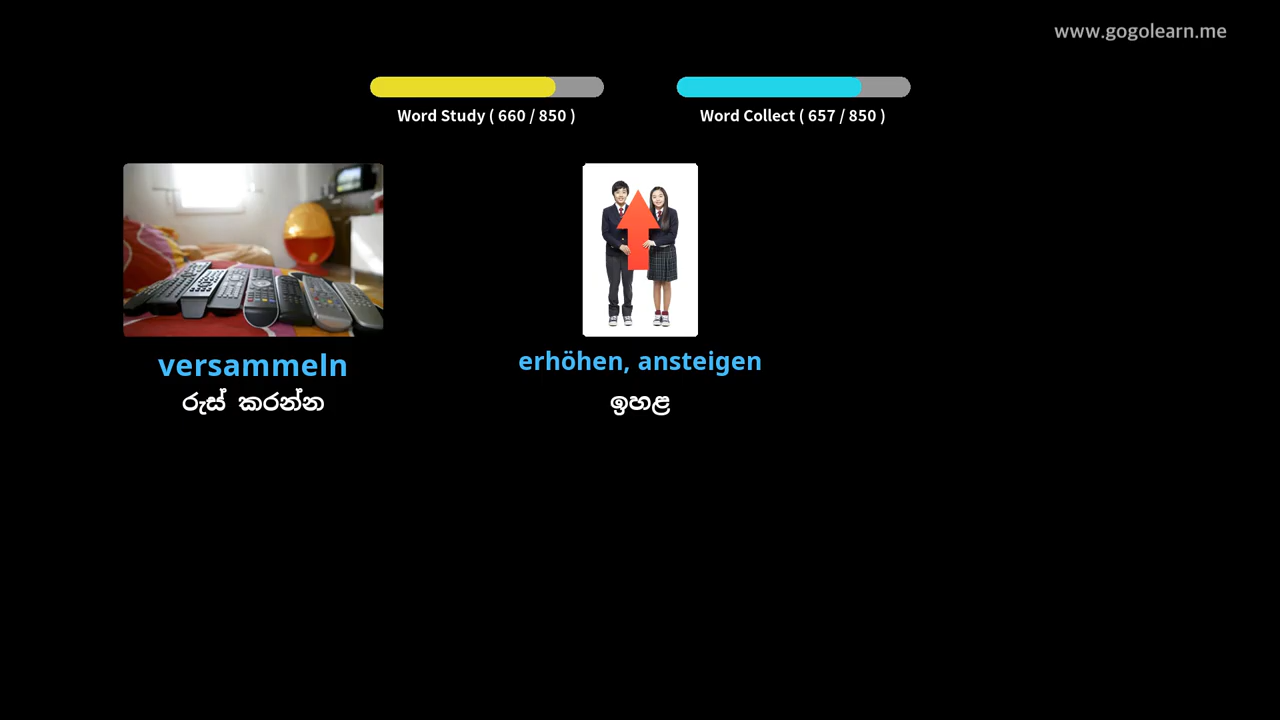 www.gogolearn.me
Word Study ( 660 / 850 )
Word Collect ( 657 / 850 )
versammeln
රුස් කරන්න
erhöhen, ansteigen
ඉහළ